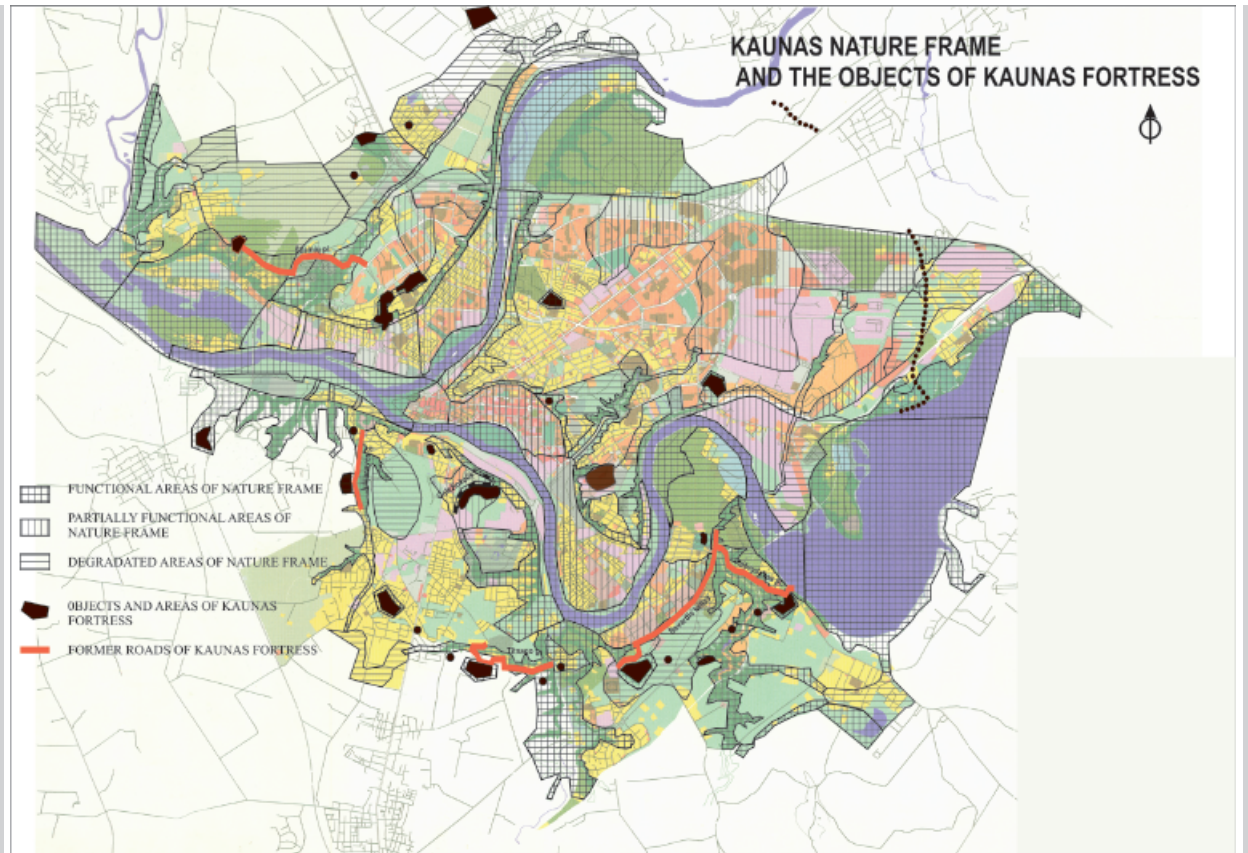 KAUNAS NATURE FRAME
AND THE OBJECTS OF KAUNAS FORTRESS
FUNCTIONAL AREAS OF NATURE FRAME
PARTIALLY FUNCTIONAL AREAS OF
NATURE FRAME
DEGRADATED AREAS OF NATURE FRAME
0BJECTS AND AREAS OF KAUNAS
FORTRESS
FORMER ROADS OF KAUNAS FORTRESS